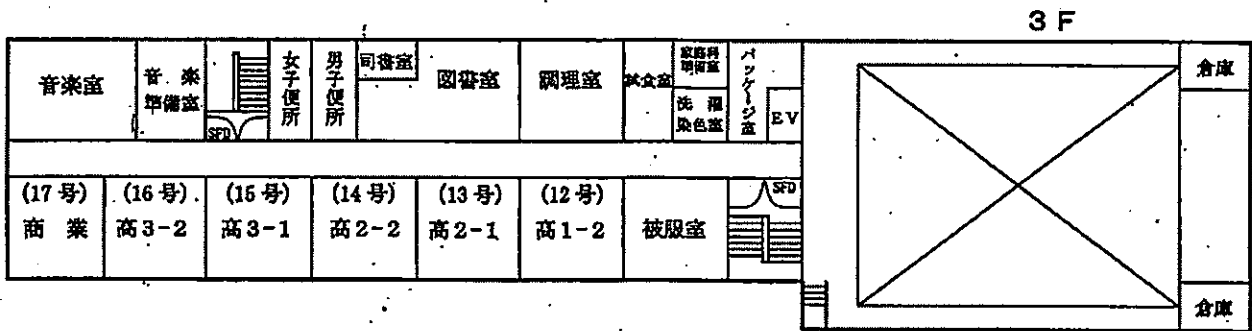 3F
音楽室
音楽
準備室
SFD
女子便所
男子便所
司書室
図書室
調理室
試食室
家庭科
準備室
洗濯
染色室
パッケージ室
EV
倉庫
(17号)
商業
(16号)
高3-2
(15号)
高3-1
(14号)
高2-2
(13号)
高2-1
(12号)
高1-2
被服室
SFD
倉庫